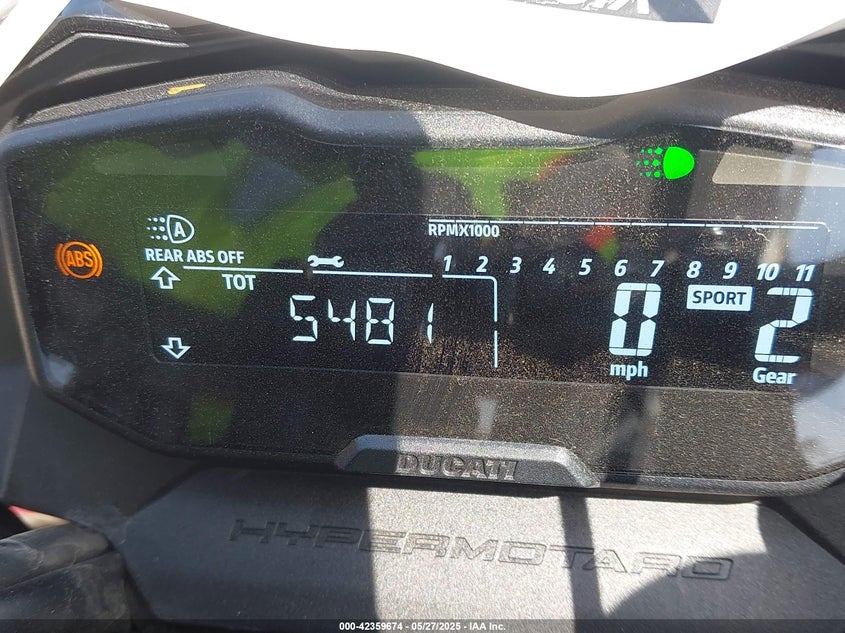 RPMX1000
A
REAR ABS OFF
ABS
1 2 3 4 5 6 7 8 9 10 11
TOT
5481
0
SPORT
2
mph
Gear
DUCATI
HYPERMOTARD
000-42359674 // 05/27/2025 - IAA Inc.